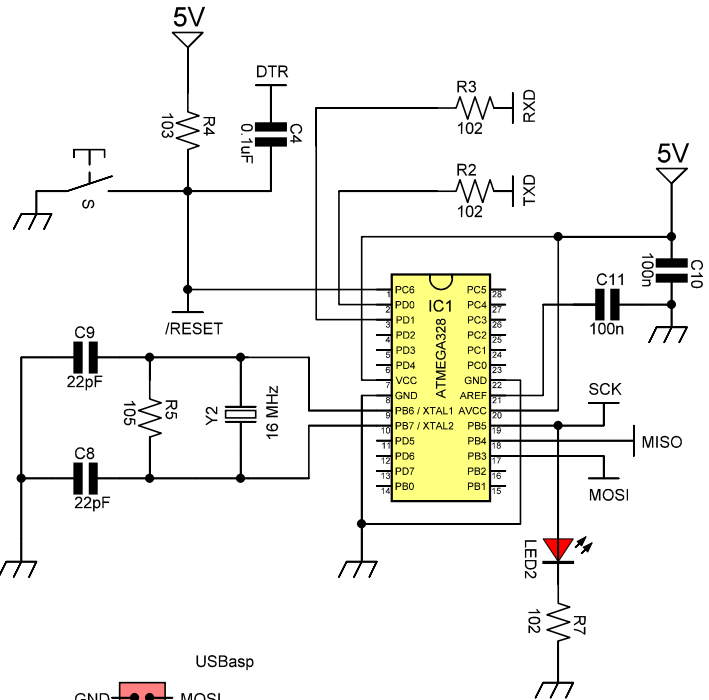 5V
DTR
R4
103
C4
0.1uF
S
/RESET
R3
102
RXD
R2
102
TXD
5V
C10
100n
C11
100n
IC1
ATMEGA328
PC6
PD0
PD1
PD2
PD3
PD4
VCC
GND
PB6 / XTAL1
PB7 / XTAL2
PD5
PD6
PD7
PB0
1
2
3
4
5
6
7
8
9
10
11
12
13
14
PC5
PC4
PC3
PC2
PC1
PC0
GND
AREF
AVCC
PB5
PB4
PB3
PB2
PB1
28
27
26
25
24
23
22
21
20
19
18
17
16
15
C9
22pF
R5
105
Y2
16 MHz
C8
22pF
SCK
MISO
MOSI
LED2
R7
102
USBasp
GND
MOSI